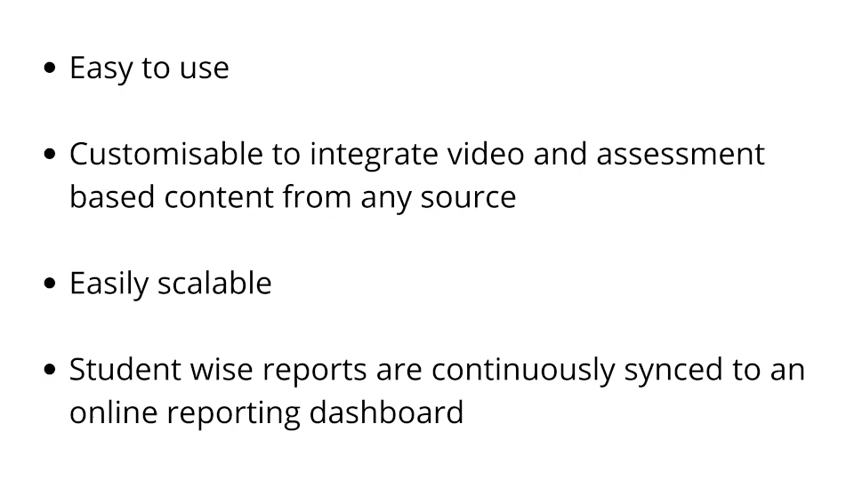 • Easy to use
• Customisable to integrate video and assessment
based content from any source
• Easily scalable
• Student wise reports are continuously synced to an
online reporting dashboard